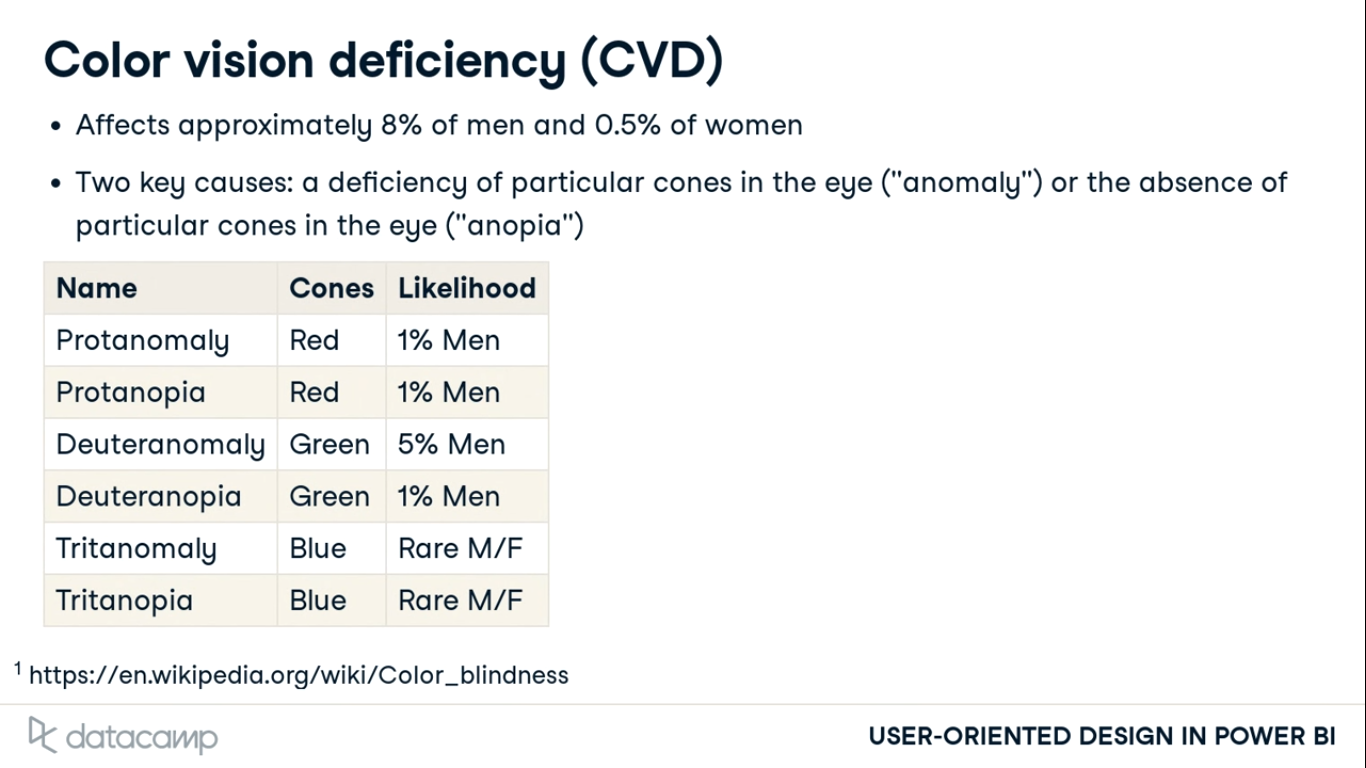 Color vision deficiency (CVD)
• Affects approximately 8% of men and 0.5% of women
• Two key causes: a deficiency of particular cones in the eye ("anomaly") or the absence of
particular cones in the eye ("anopia")
Name Cones Likelihood
Protanomaly Red 1% Men
Protanopia Red 1% Men
Deuteranomaly Green 5% Men
Deuteranopia Green 1% Men
Tritanomaly Blue Rare M/F
Tritanopia Blue Rare M/F
¹ https://en.wikipedia.org/wiki/Color_blindness
datacamp
USER-ORIENTED DESIGN IN POWER BI